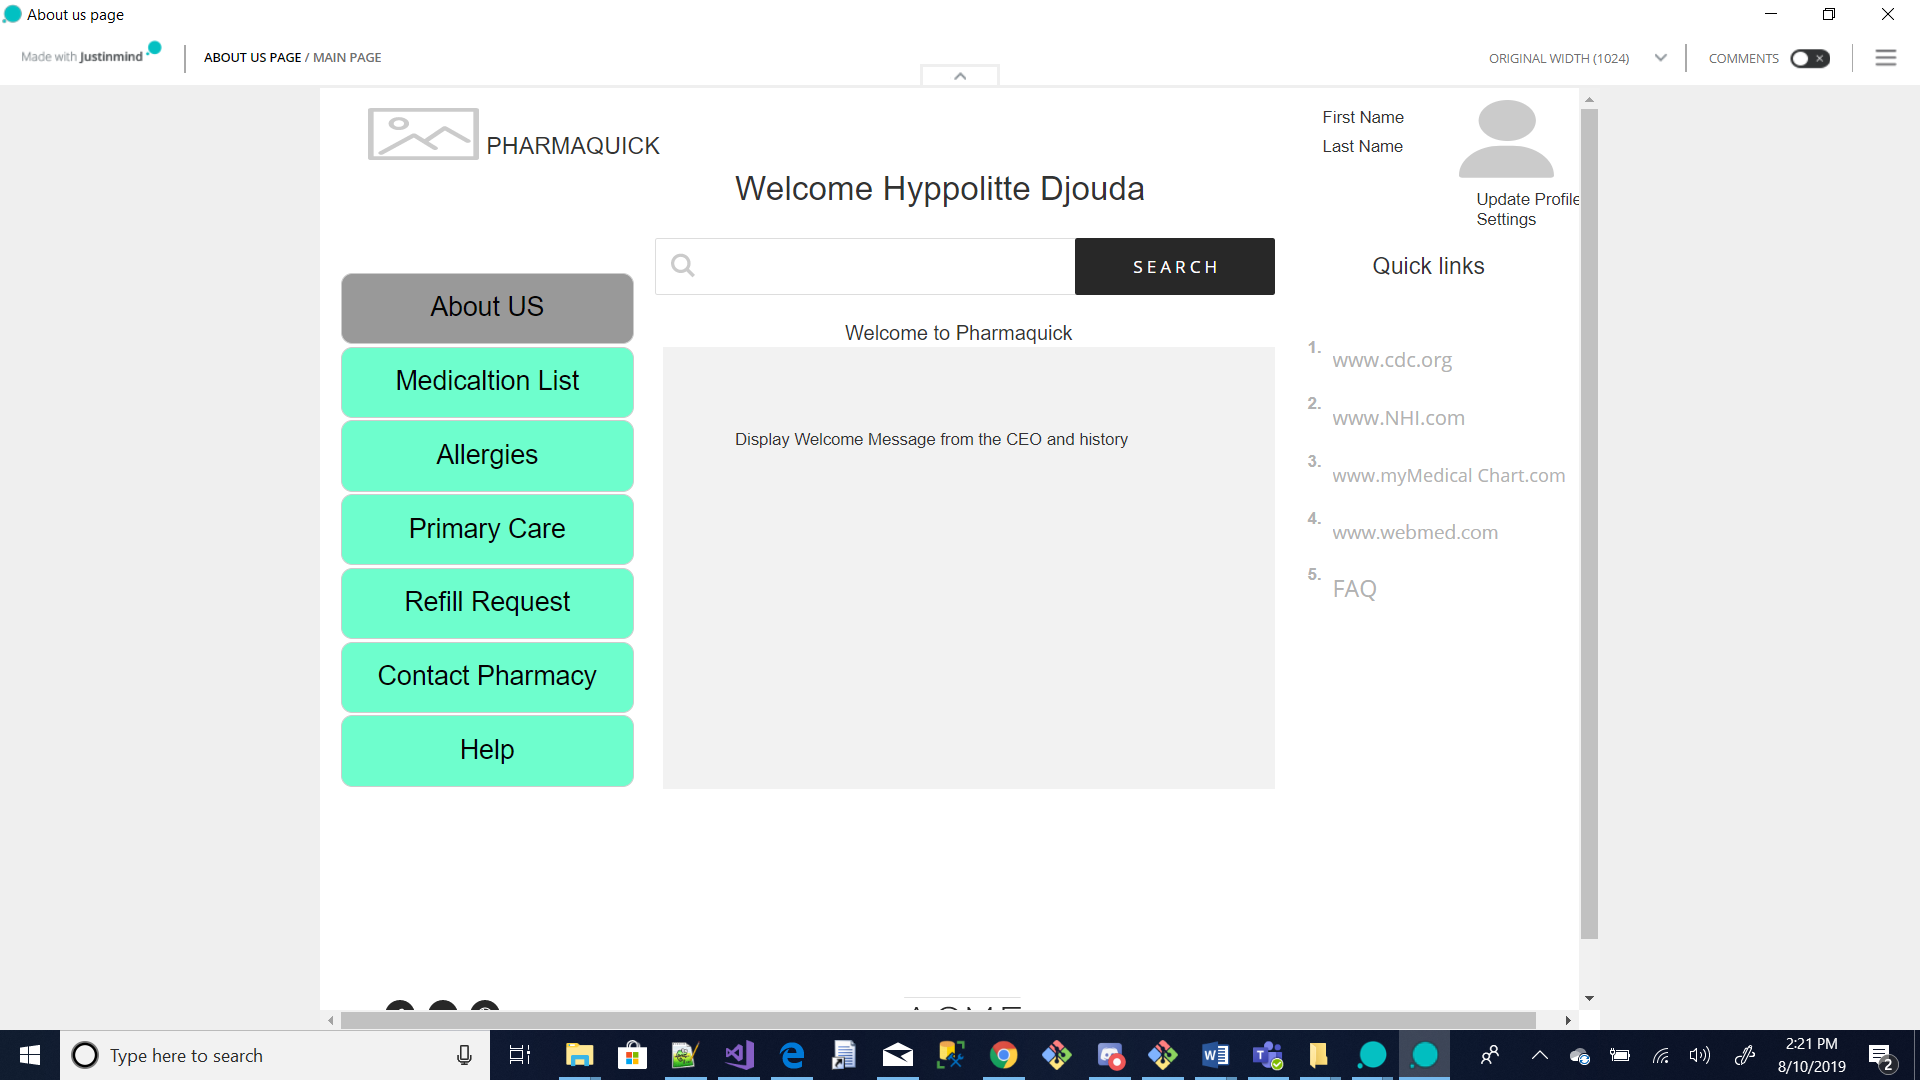 About us page
Made with Justinmind
ABOUT US PAGE / MAIN PAGE
ORIGINAL WIDTH (1024)
COMMENTS
PHARMAQUICK
First Name
Last Name
Welcome Hyppolitte Djouda
Update Profile
Settings
SEARCH
Quick links
About US
Medicaltion List
Allergies
Primary Care
Refill Request
Contact Pharmacy
Help
Welcome to Pharmaquick
Display Welcome Message from the CEO and history
1. www.cdc.org
2. www.NHI.com
3. www.myMedical Chart.com
4. www.webmed.com
5. FAQ
Type here to search
2:21 PM
8/10/2019
2